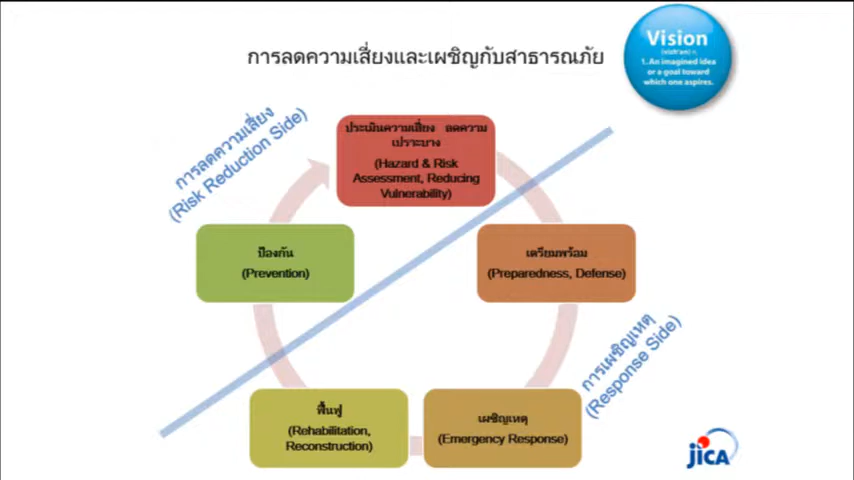 การลดความเสี่ยงและเผชิญกับสาธารณภัย
Vision
(vizh'en) n.
1. An imagined idea
or a goal toward
which one aspires.
การลดความเสี่ยง
(Risk Reduction Side)
ประเมินความเสี่ยง ลดความ
เปราะบาง
(Hazard & Risk
Assessment, Reducing
Vulnerability)
ป้องกัน
(Prevention)
เตรียมพร้อม
(Preparedness, Defense)
การเผชิญเหตุ
(Response Side)
ฟื้นฟู
(Rehabilitation,
Reconstruction)
เผชิญเหตุ
(Emergency Response)
jICA